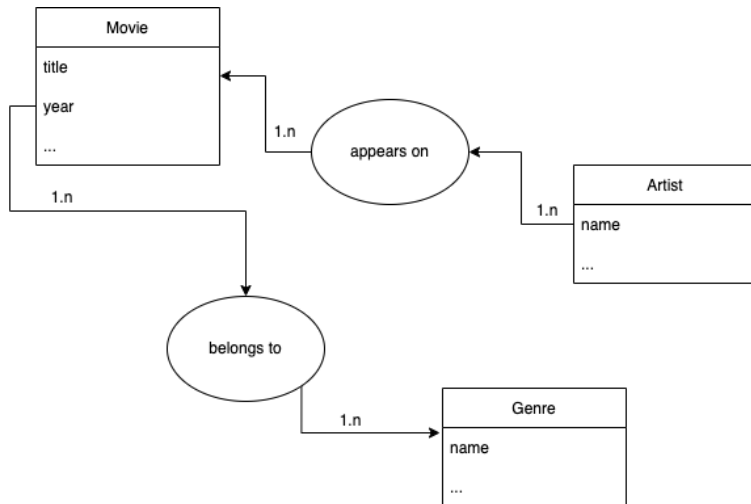 Movie
title
year
...
1.n
appears on
1.n
Artist
name
...
1.n
belongs to
1.n
Genre
name
...